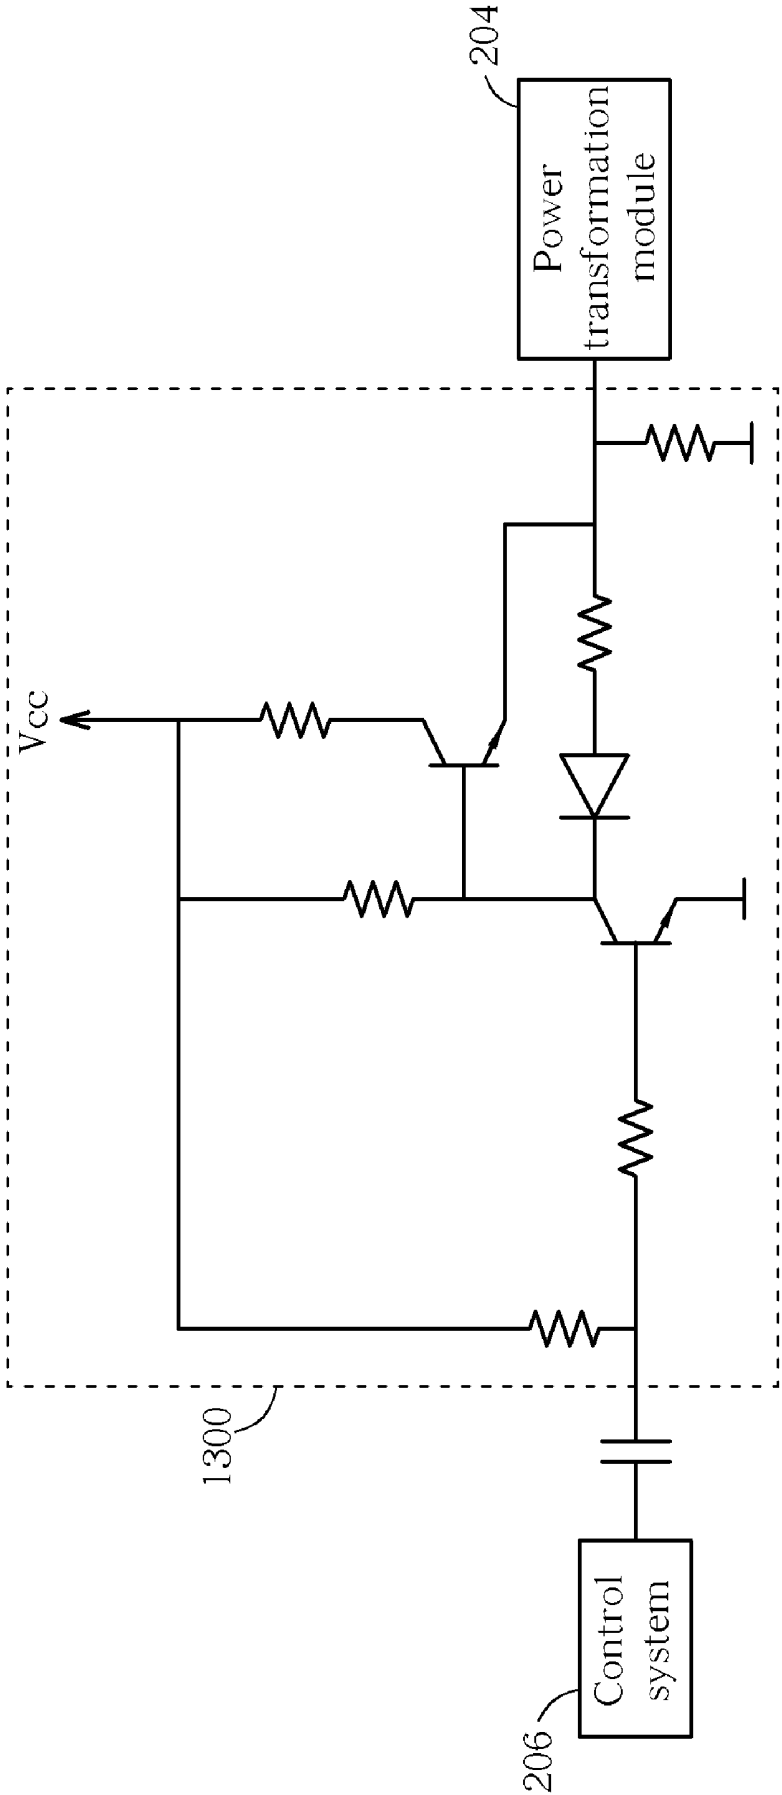 Vcc
1300
206
Control
system
204
Power
transformation
module